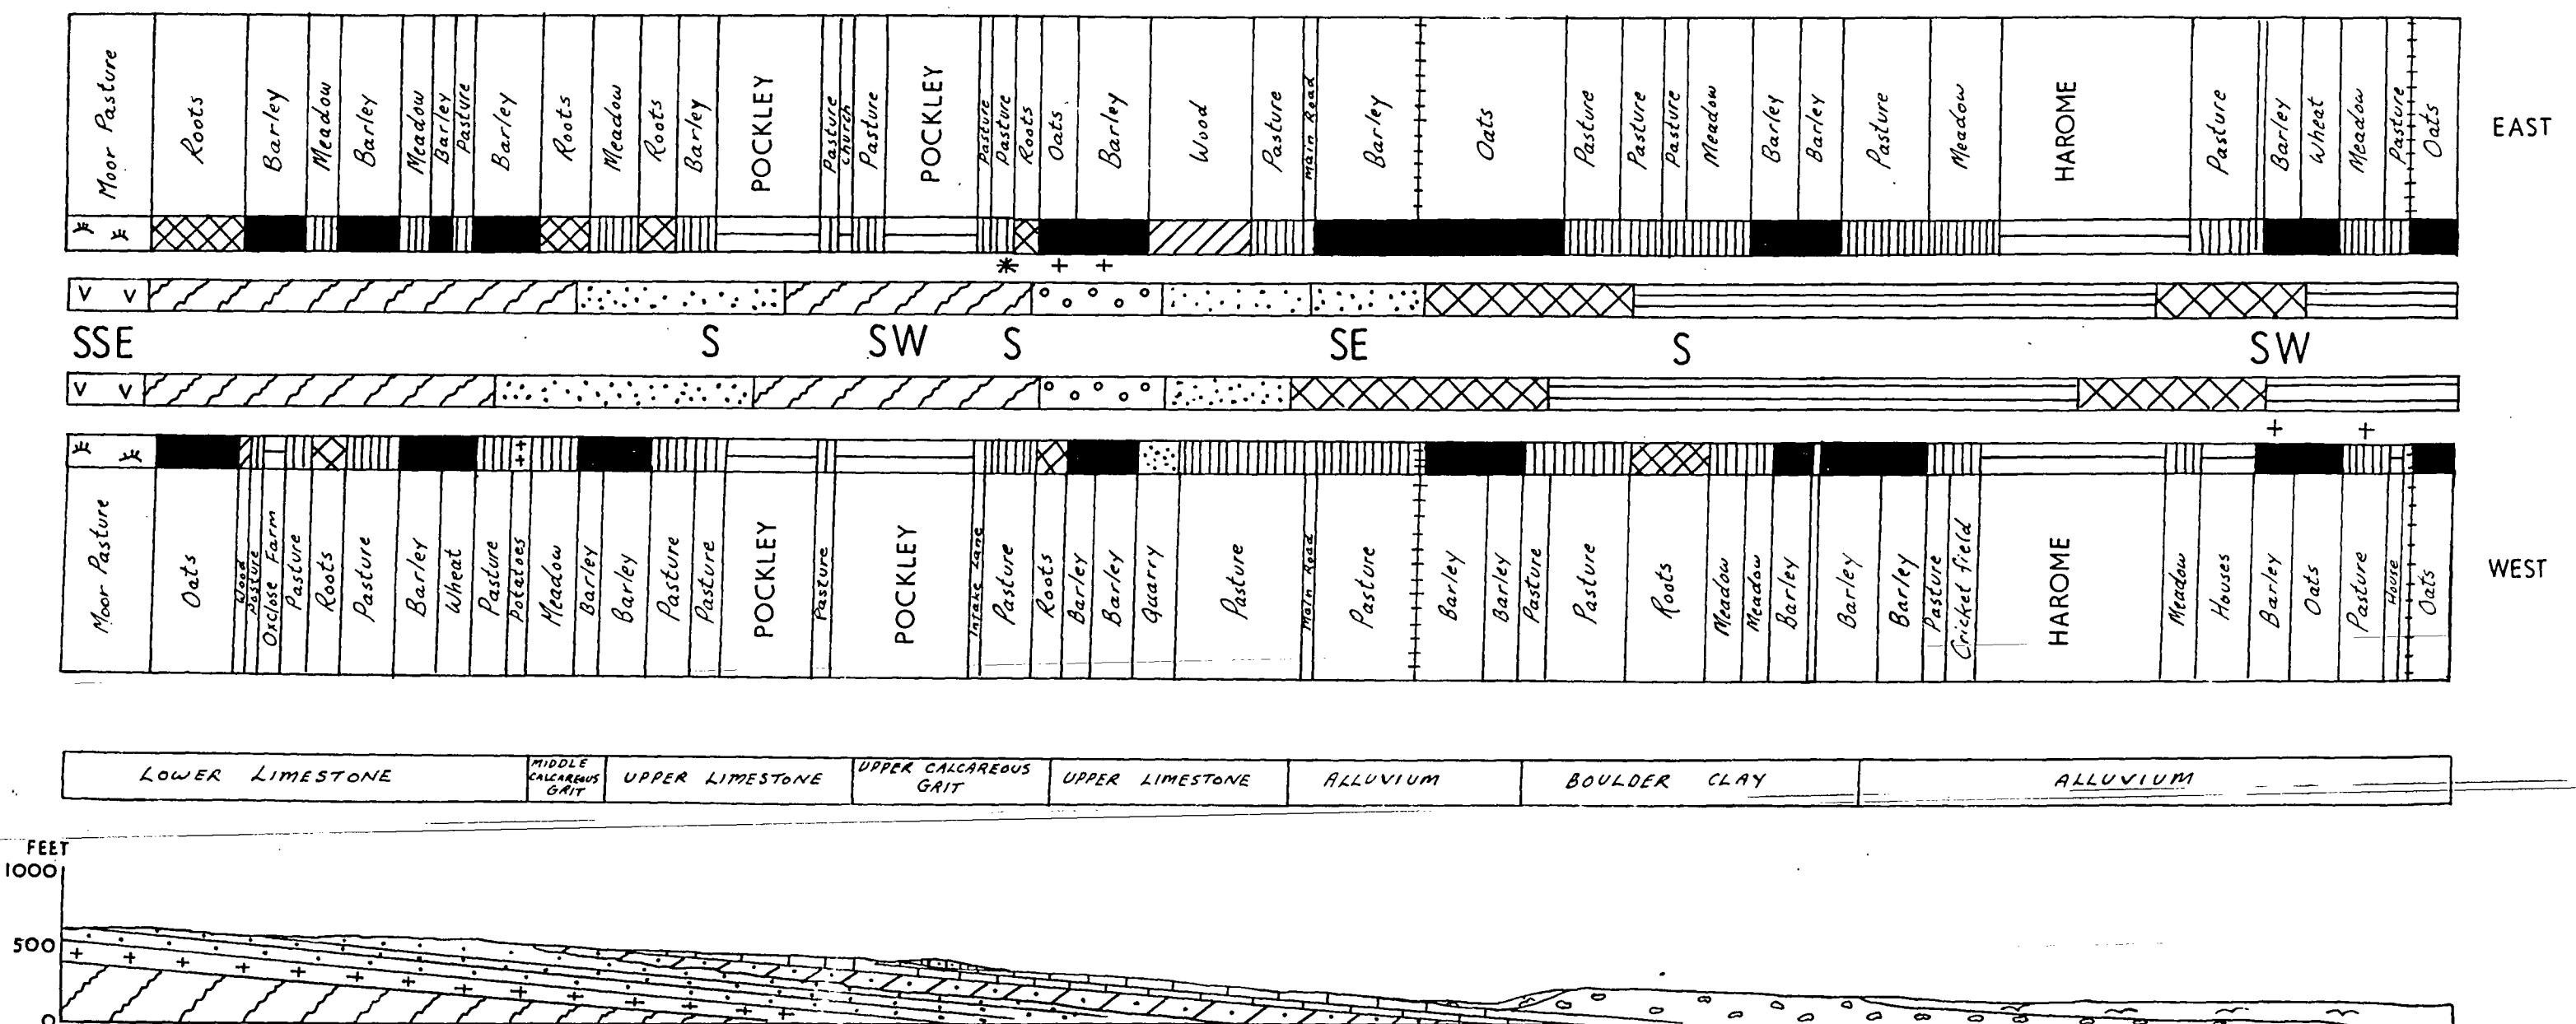 Moor Pasture
Roots
Barley
Meadow
Barley
Meadow
Barley
Pasture
Barley
Roots
Meadow
Roots
Barley
POCKLEY
Pasture
Church
Pasture
POCKLEY
Pasture
Pasture
Roots
Oats
Barley
Wood
Pasture
Main Road
Barley
Oats
Pasture
Pasture
Pasture
Meadow
Barley
Barley
Pasture
Meadow
HAROME
Pasture
Barley
Wheat
Meadow
Pasture
Oats
EAST
SSE S SW S SE S SW
Moor Pasture
Oats
Wood
Pasture
Oxclose Farm
Pasture
Roots
Pasture
Barley
Wheat
Pasture
Potatoes
Meadow
Barley
Barley
Pasture
Pasture
POCKLEY
Pasture
POCKLEY
Intake Lane
Pasture
Roots
Barley
Barley
Quarry
Pasture
Main Road
Pasture
Barley
Barley
Pasture
Pasture
Roots
Meadow
Meadow
Barley
Barley
Barley
Pasture
Cricket field
HAROME
Meadow
Houses
Barley
Oats
Pasture
House
Oats
WEST
LOWER LIMESTONE
MIDDLE
CALCAREOUS
GRIT
UPPER LIMESTONE
UPPER CALCAREOUS
GRIT
UPPER LIMESTONE
ALLUVIUM
BOULDER CLAY
ALLUVIUM
FEET
1000
500
0